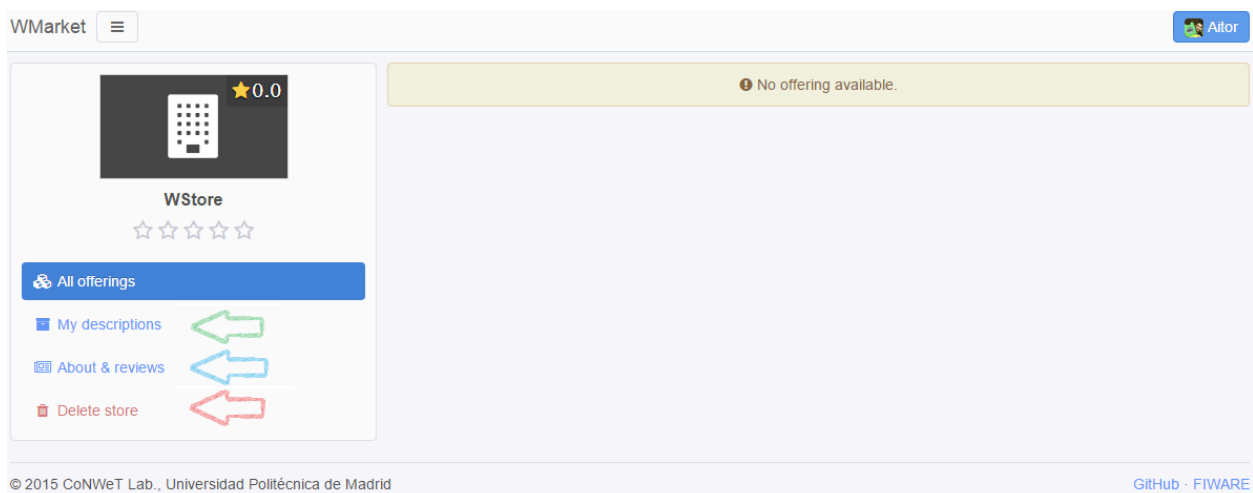 WMarket
Aitor
0.0
No offering available.
WStore
All offerings
My descriptions
About & reviews
Delete store
© 2015 CoNWeT Lab., Universidad Politécnica de Madrid
GitHub · FIWARE